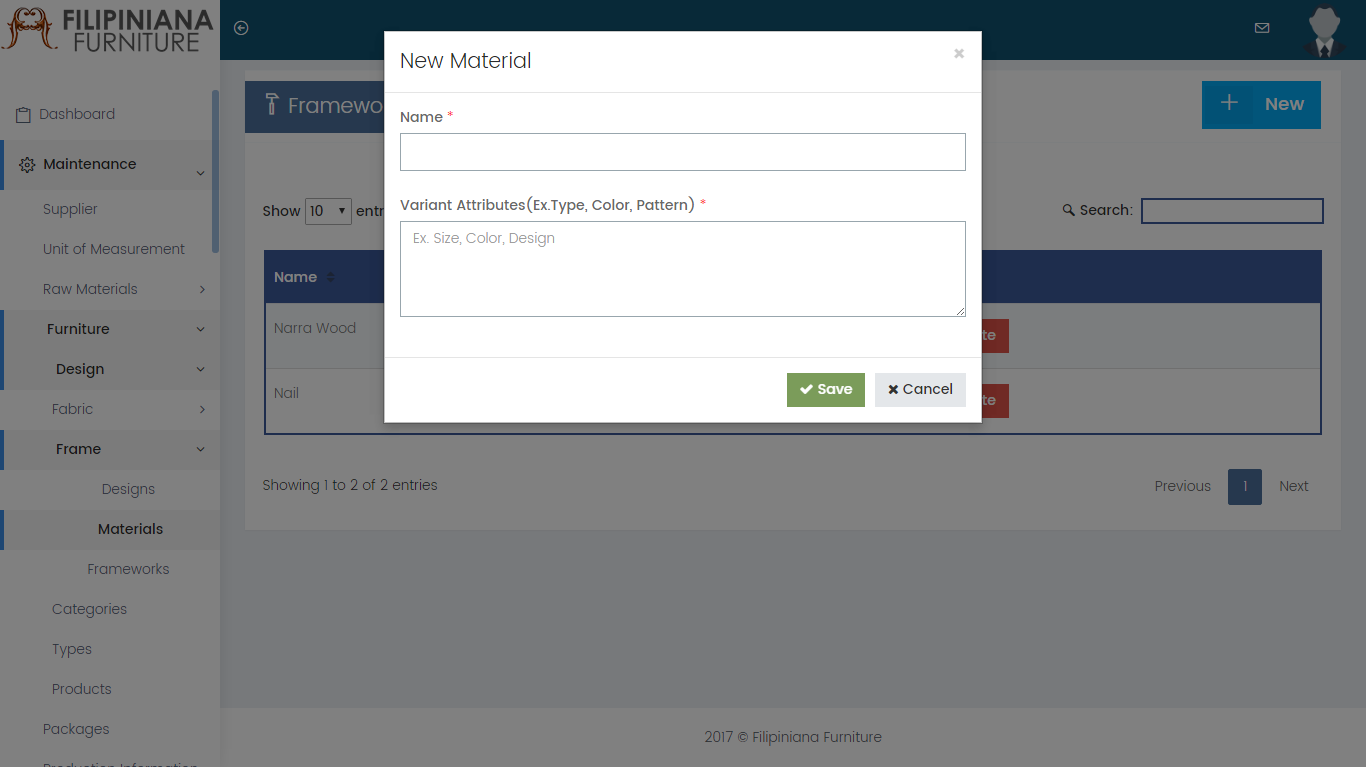 FILIPINIANA
FURNITURE
Dashboard
Maintenance
Supplier
Unit of Measurement
Raw Materials
Furniture
Design
Fabric
Frame
Designs
Materials
Frameworks
Categories
Types
Products
Packages
Production Information
New Material ×
Name *
Variant Attributes(Ex.Type, Color, Pattern) *
Ex. Size, Color, Design
Save Cancel
Framewo
+ New
Show 10 entr
Search:
Name
Narra Wood te
Nail te
Showing 1 to 2 of 2 entries
Previous 1 Next
2017 © Filipiniana Furniture